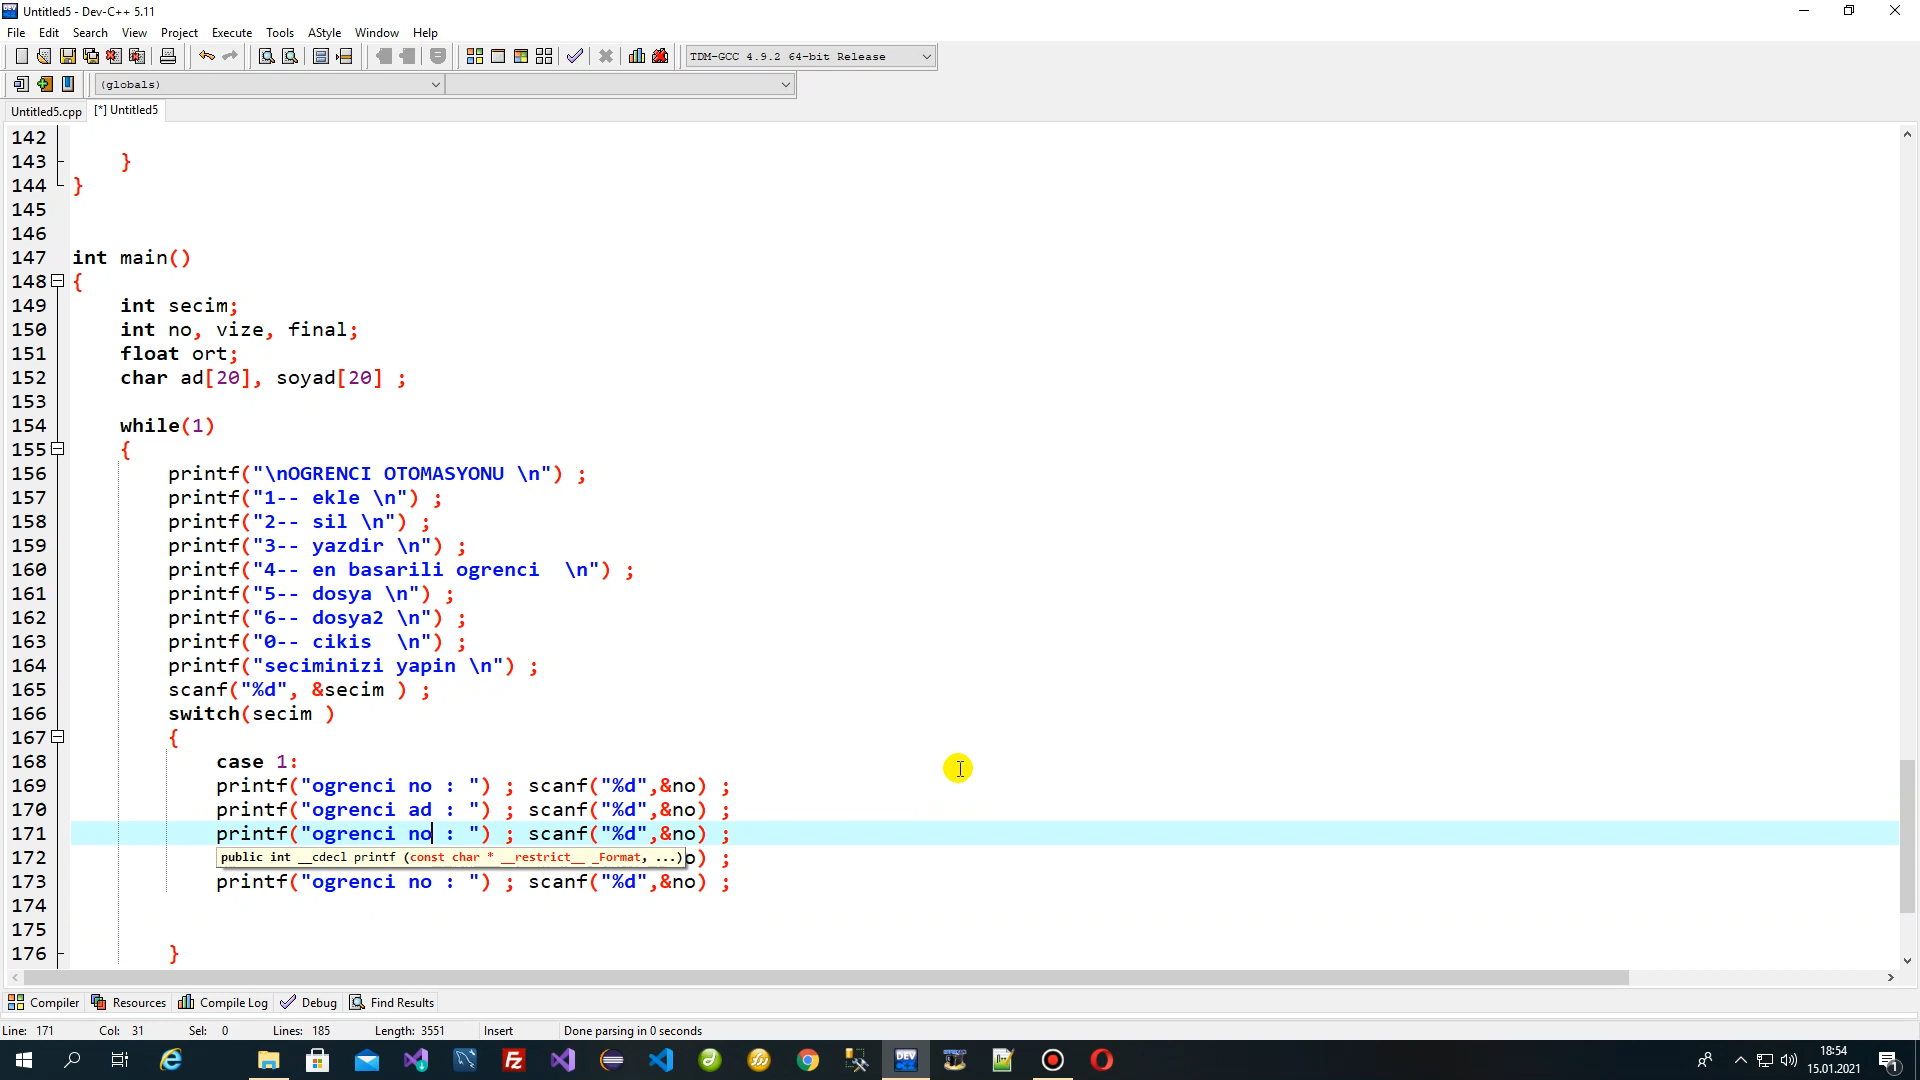 Untitled5 - Dev-C++ 5.11
File Edit Search View Project Execute Tools AStyle Window Help
TDM-GCC 4.9.2 64-bit Release
(globals)
Untitled5.cpp [*] Untitled5
142
143 }
144 }
145
146
147 int main()
148 {
149 int secim;
150 int no, vize, final;
151 float ort;
152 char ad[20], soyad[20] ;
153
154 while(1)
155 {
156 printf("\nOGRENCI OTOMASYONU \n") ;
157 printf("1-- ekle \n") ;
158 printf("2-- sil \n") ;
159 printf("3-- yazdir \n") ;
160 printf("4-- en basarili ogrenci  \n") ;
161 printf("5-- dosya \n") ;
162 printf("6-- dosya2 \n") ;
163 printf("0-- cikis  \n") ;
164 printf("seciminizi yapin \n") ;
165 scanf("%d", &secim ) ;
166 switch(secim )
167 {
168 case 1:
169 printf("ogrenci no : ") ; scanf("%d",&no) ;
170 printf("ogrenci ad : ") ; scanf("%d",&no) ;
171 printf("ogrenci no : ") ; scanf("%d",&no) ;
172 public int __cdecl printf (const char * __restrict__ _Format, ...) o) ;
173 printf("ogrenci no : ") ; scanf("%d",&no) ;
174
175
176 }
Compiler Resources Compile Log Debug Find Results
Line: 171 Col: 31 Sel: 0 Lines: 185 Length: 3551 Insert Done parsing in 0 seconds
18:54
15.01.2021